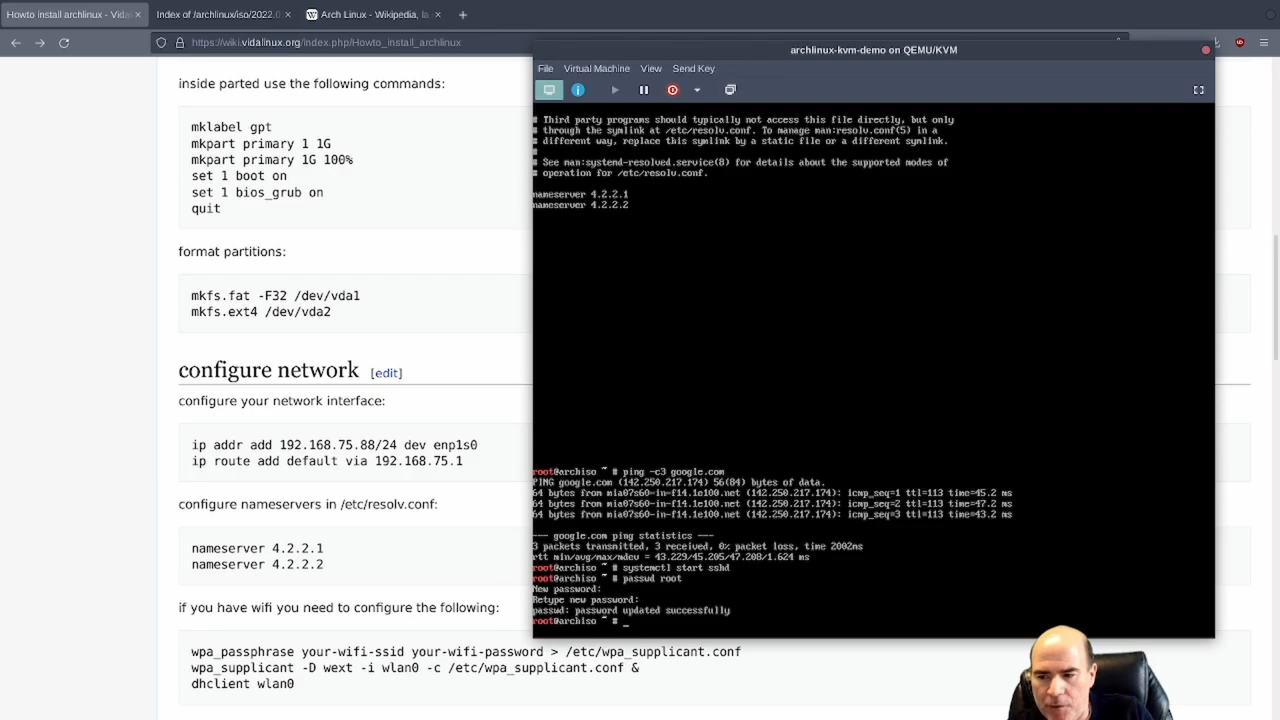 Howto install archlinux - Vida
Index of /archlinux/iso/2022.0
Arch Linux - Wikipedia, la
https://wiki.vidalinux.org/index.php/Howto_install_archlinux
inside parted use the following commands:
mklabel gpt
mkpart primary 1 1G
mkpart primary 1G 100%
set 1 boot on
set 1 bios_grub on
quit
format partitions:
mkfs.fat -F32 /dev/vda1
mkfs.ext4 /dev/vda2
configure network [edit]
configure your network interface:
ip addr add 192.168.75.88/24 dev enp1s0
ip route add default via 192.168.75.1
configure nameservers in /etc/resolv.conf:
nameserver 4.2.2.1
nameserver 4.2.2.2
if you have wifi you need to configure the following:
wpa_passphrase your-wifi-ssid your-wifi-password > /etc/wpa_supplicant.conf
wpa_supplicant -D wext -i wlan0 -c /etc/wpa_supplicant.conf &
dhclient wlan0
archlinux-kvm-demo on QEMU/KVM
File Virtual Machine View Send Key
# Third party programs should typically not access this file directly, but only
# through the symlink at /etc/resolv.conf. To manage man:resolv.conf(5) in a
# different way, replace this symlink by a static file or a different symlink.
#
# See man:systemd-resolved.service(8) for details about the supported modes of
# operation for /etc/resolv.conf.
nameserver 4.2.2.1
nameserver 4.2.2.2
root@archiso ~ # ping -c3 google.com
PING google.com (142.250.217.174) 56(84) bytes of data.
64 bytes from mia07s60-in-f14.1e100.net (142.250.217.174): icmp_seq=1 ttl=113 time=45.2 ms
64 bytes from mia07s60-in-f14.1e100.net (142.250.217.174): icmp_seq=2 ttl=113 time=47.2 ms
64 bytes from mia07s60-in-f14.1e100.net (142.250.217.174): icmp_seq=3 ttl=113 time=43.2 ms
--- google.com ping statistics ---
3 packets transmitted, 3 received, 0% packet loss, time 2002ms
rtt min/avg/max/mdev = 43.229/45.205/47.208/1.624 ms
root@archiso ~ # systemctl start sshd
root@archiso ~ # passwd root
New password:
Retype new password:
passwd: password updated successfully
root@archiso ~ # _